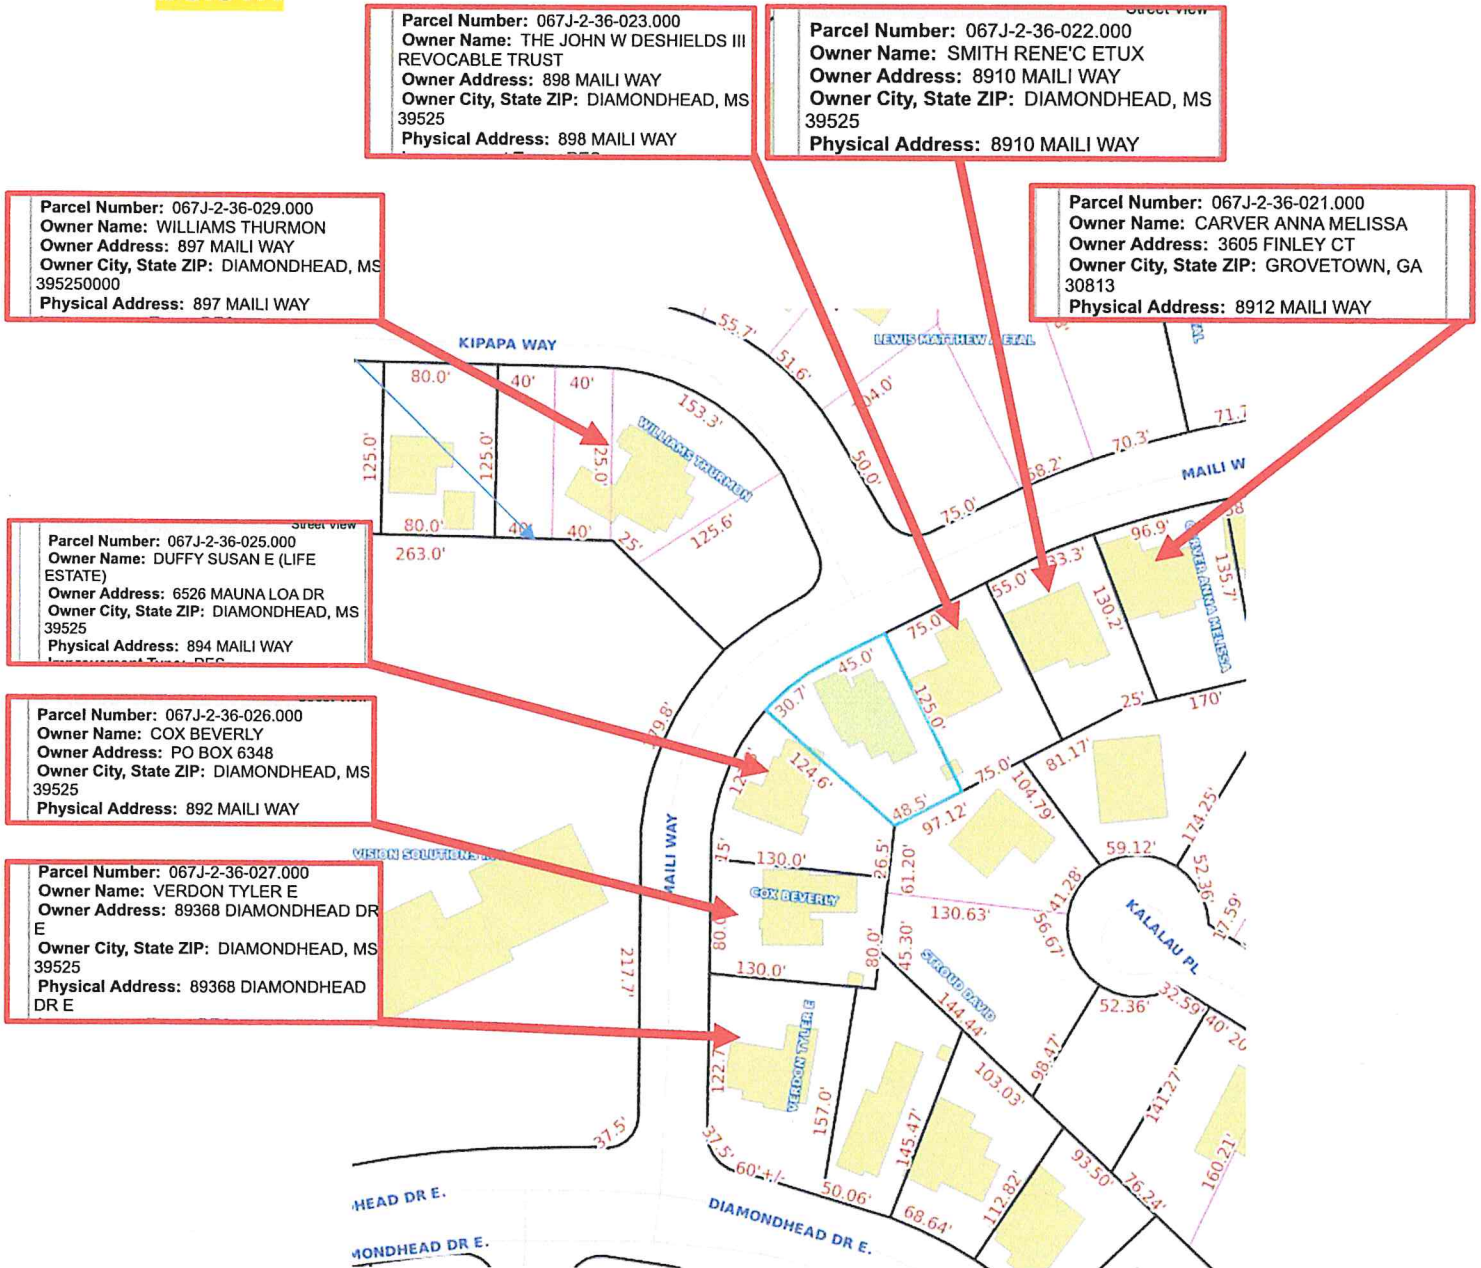 Parcel Number: 067J-2-36-023.000
Owner Name: THE JOHN W DESHIELDS III
REVOCABLE TRUST
Owner Address: 898 MAILI WAY
Owner City, State ZIP: DIAMONDHEAD, MS
39525
Physical Address: 898 MAILI WAY
Parcel Number: 067J-2-36-022.000
Owner Name: SMITH RENE'C ETUX
Owner Address: 8910 MAILI WAY
Owner City, State ZIP: DIAMONDHEAD, MS
39525
Physical Address: 8910 MAILI WAY
Parcel Number: 067J-2-36-029.000
Owner Name: WILLIAMS THURMON
Owner Address: 897 MAILI WAY
Owner City, State ZIP: DIAMONDHEAD, MS
395250000
Physical Address: 897 MAILI WAY
Parcel Number: 067J-2-36-021.000
Owner Name: CARVER ANNA MELISSA
Owner Address: 3605 FINLEY CT
Owner City, State ZIP: GROVETOWN, GA
30813
Physical Address: 8912 MAILI WAY
Street View
Parcel Number: 067J-2-36-025.000
Owner Name: DUFFY SUSAN E (LIFE
ESTATE)
Owner Address: 6526 MAUNA LOA DR
Owner City, State ZIP: DIAMONDHEAD, MS
39525
Physical Address: 894 MAILI WAY
Parcel Number: 067J-2-36-026.000
Owner Name: COX BEVERLY
Owner Address: PO BOX 6348
Owner City, State ZIP: DIAMONDHEAD, MS
39525
Physical Address: 892 MAILI WAY
Parcel Number: 067J-2-36-027.000
Owner Name: VERDON TYLER E
Owner Address: 89368 DIAMONDHEAD DR
E
Owner City, State ZIP: DIAMONDHEAD, MS
39525
Physical Address: 89368 DIAMONDHEAD
DR E
KIPAPA WAY
55.7'
LEWIS MATTHEW
ETAL
51.6'
80.0'
40'
40'
153.3'
71.7
70.3'
WILLIAMS THURMON
125.0'
125.0'
25.0'
50.0'
MAILI W
75.0'
80.0'
40'
40'
25'
125.6'
263.0'
96.9'
33.3'
55.0'
130.2'
135.7'
75.0'
45.0'
30.7'
125.0'
25'
170'
124.6'
75.0'
81.17'
104.79'
48.5'
97.12'
174.25'
MAILI WAY
VISION SOLUTIONS
15'
130.0'
26.5'
61.20'
59.12'
52.36'
41.28'
COX BEVERLY
130.63'
17.59'
56.67'
KALALAU PL
80.0'
45.30'
130.0'
217.7'
STROUD DAVID
144.44'
52.36'
32.59'
40'
20
VERDON TYLER E
122.7
98.47'
103.03'
141.27'
157.0'
145.47'
37.5'
37.5'
60'+/-
50.06'
93.50'
76.24'
160.21'
112.82'
68.64'
HEAD DR E.
DIAMONDHEAD DR E.
MONDHEAD DR E.